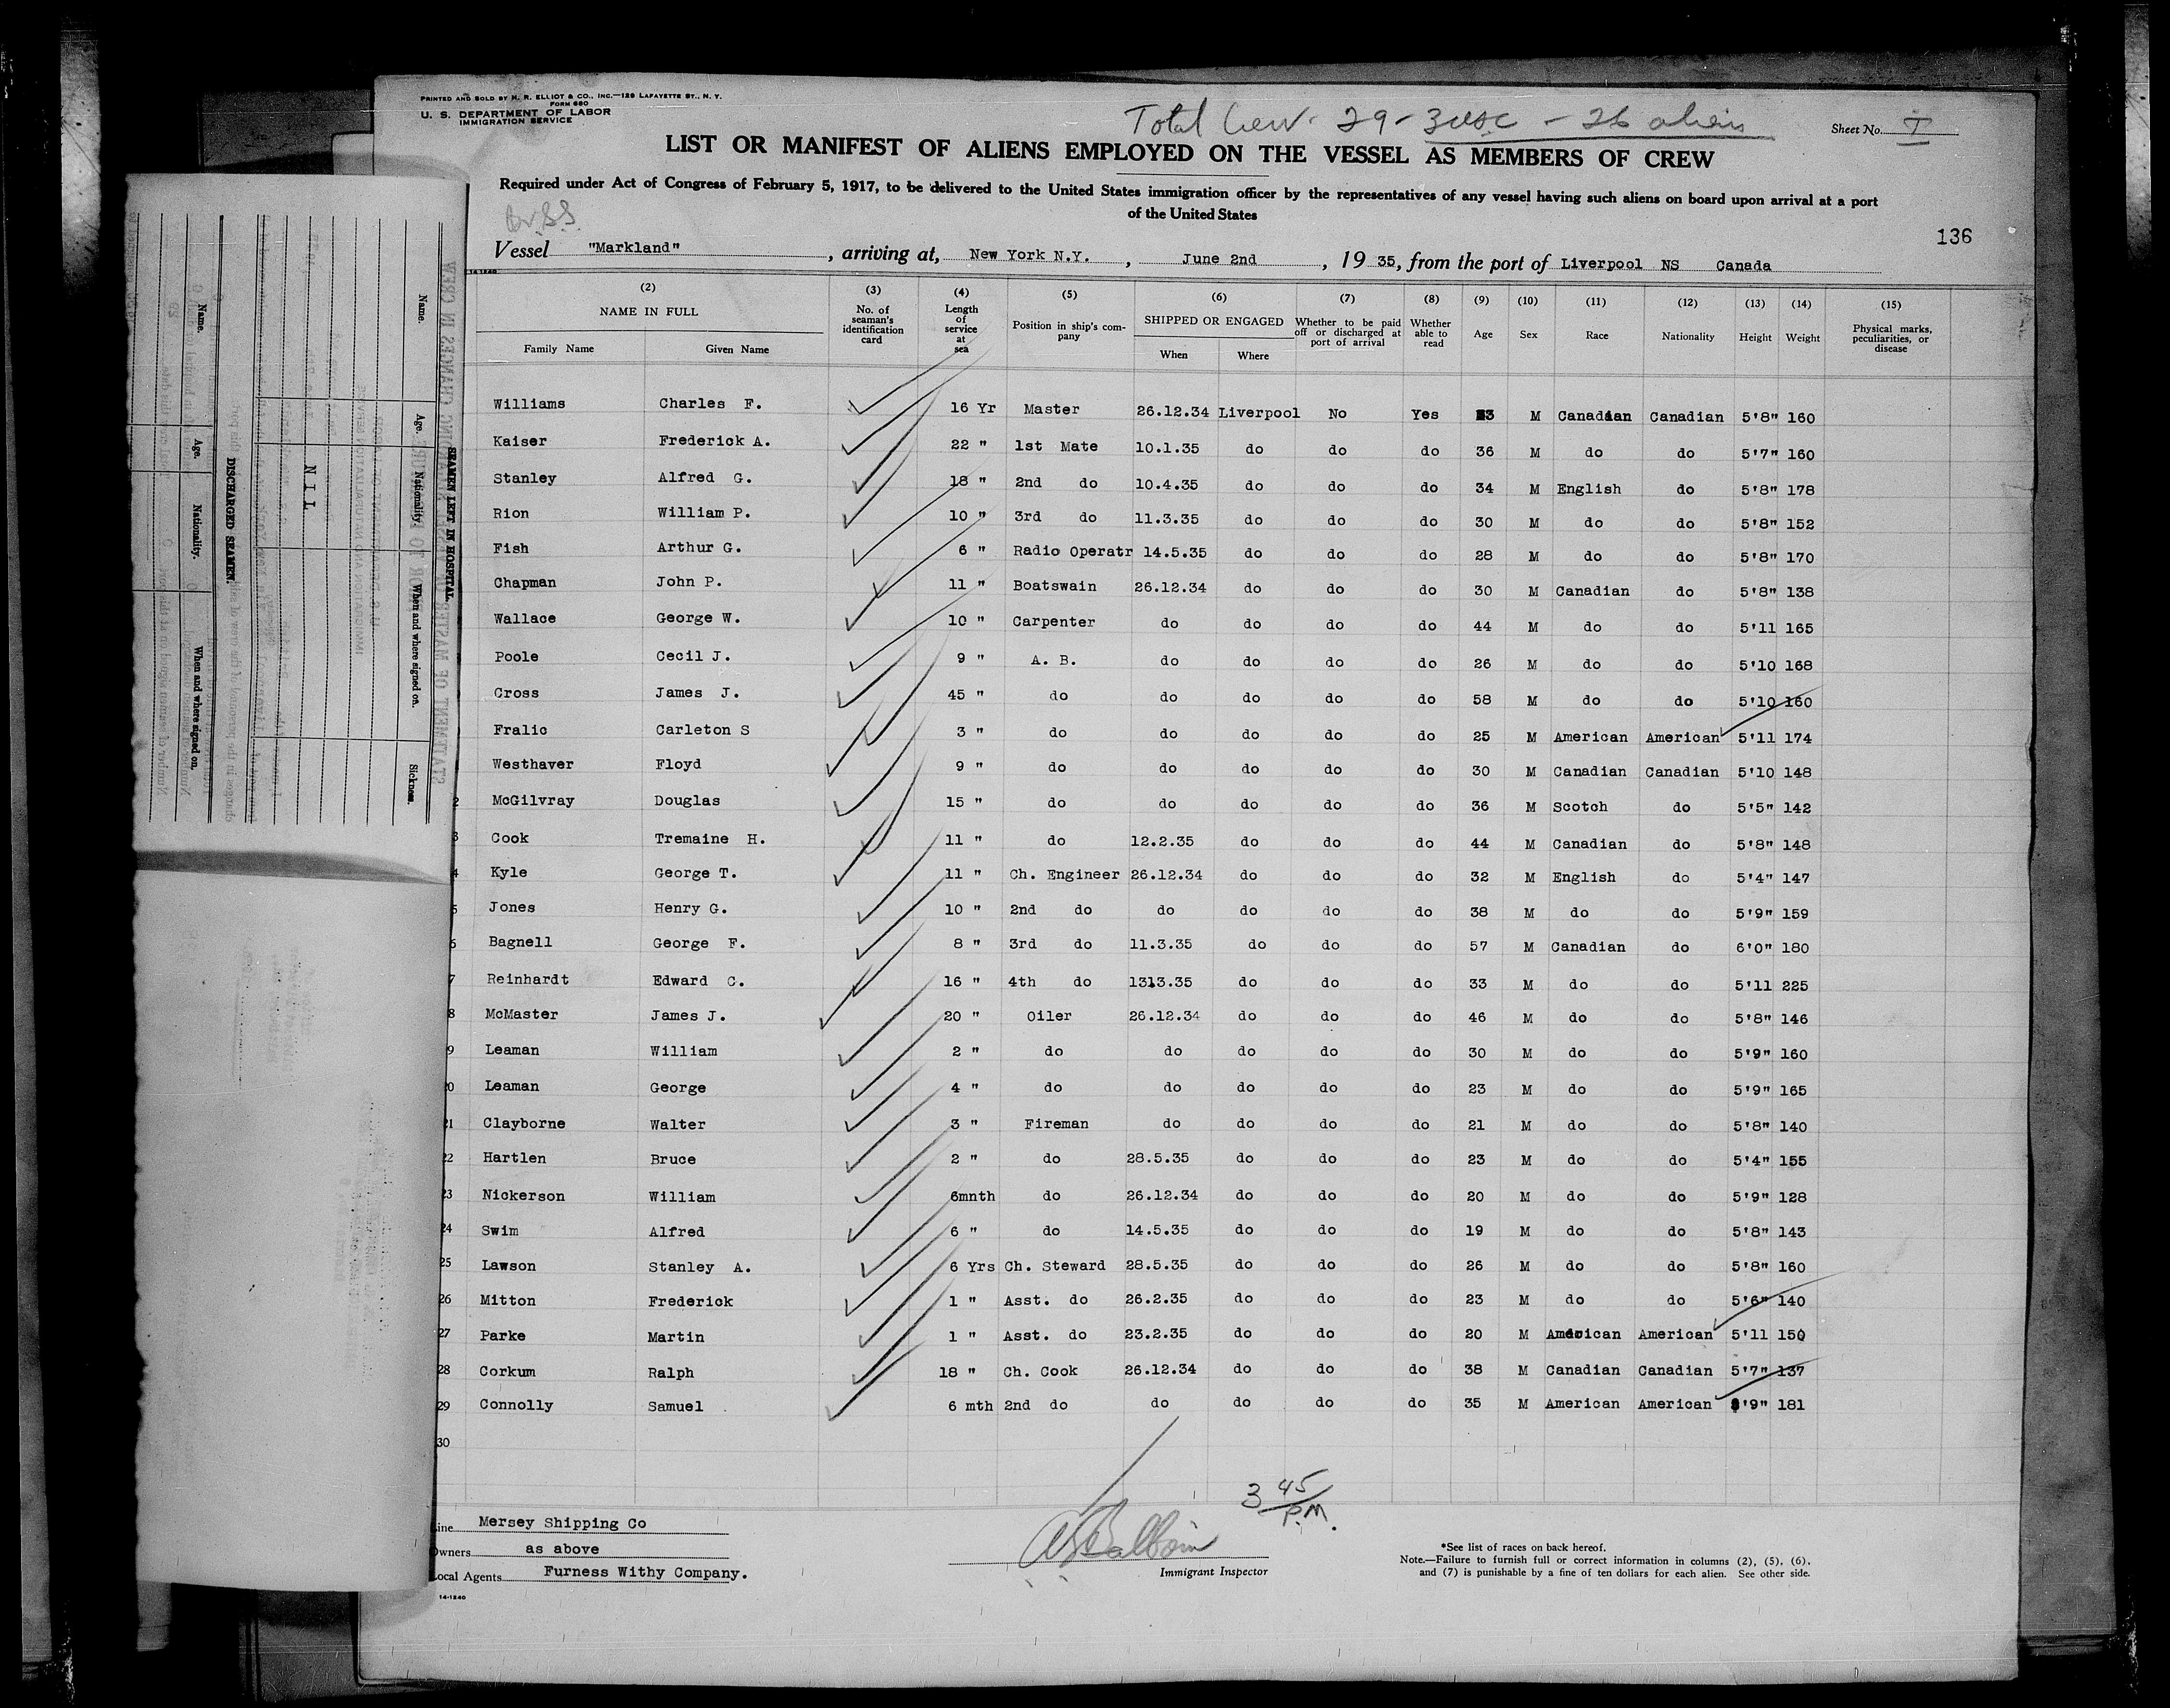 PRINTED AND SOLD BY M. R. ELLIOT & CO., INC.—129 LAFAYETTE ST., N. Y.
FORM 680
U. S. DEPARTMENT OF LABOR
IMMIGRATION SERVICE
Total Crew 29 - 3 usc - 26 aliens
Sheet No. I
LIST OR MANIFEST OF ALIENS EMPLOYED ON THE VESSEL AS MEMBERS OF CREW
Required under Act of Congress of February 5, 1917, to be delivered to the United States immigration officer by the representatives of any vessel having such aliens on board upon arrival at a port
of the United States
Br.S.S.
136
Vessel "Markland", arriving at, New York N.Y., June 2nd, 19 35, from the port of Liverpool NS Canada
14-1240
(2) (3) (4) (5) (6) (7) (8) (9) (10) (11) (12) (13) (14) (15)
NAME IN FULL
Family Name Given Name
No. of seaman's identification card
Length of service at sea
Position in ship's company
SHIPPED OR ENGAGED
When Where
Whether to be paid off or discharged at port of arrival
Whether able to read
Age Sex Race Nationality Height Weight
Physical marks, peculiarities, or disease
Williams Charles F. 16 Yr Master 26.12.34 Liverpool No Yes 3 M Canadian Canadian 5'8" 160
Kaiser Frederick A. 22 " 1st Mate 10.1.35 do do do 36 M do do 5'7" 160
Stanley Alfred G. 18 " 2nd do 10.4.35 do do do 34 M English do 5'8" 178
Rion William P. 10 " 3rd do 11.3.35 do do do 30 M do do 5'8" 152
Fish Arthur G. 6 " Radio Operatr 14.5.35 do do do 28 M do do 5'8" 170
Chapman John P. 11 " Boatswain 26.12.34 do do do 30 M Canadian do 5'8" 138
Wallace George W. 10 " Carpenter do do do do 44 M do do 5'11 165
Poole Cecil J. 9 " A. B. do do do do 26 M do do 5'10 168
Cross James J. 45 " do do do do do 58 M do do 5'10 160
Fralic Carleton S 3 " do do do do do 25 M American American 5'11 174
Westhaver Floyd 9 " do do do do do 30 M Canadian Canadian 5'10 148
2 McGilvray Douglas 15 " do do do do do 36 M Scotch do 5'5" 142
3 Cook Tremaine H. 11 " do 12.2.35 do do do 44 M Canadian do 5'8" 148
4 Kyle George T. 11 " Ch. Engineer 26.12.34 do do do 32 M English do 5'4" 147
5 Jones Henry G. 10 " 2nd do do do do do 38 M do do 5'9" 159
6 Bagnell George F. 8 " 3rd do 11.3.35 do do do 57 M Canadian do 6'0" 180
7 Reinhardt Edward C. 16 " 4th do 1313.35 do do do 33 M do do 5'11 225
8 McMaster James J. 20 " Oiler 26.12.34 do do do 46 M do do 5'8" 146
9 Leaman William 2 " do do do do do 30 M do do 5'9" 160
20 Leaman George 4 " do do do do do 23 M do do 5'9" 165
21 Clayborne Walter 3 " Fireman do do do do 21 M do do 5'8" 140
22 Hartlen Bruce 2 " do 28.5.35 do do do 23 M do do 5'4" 155
23 Nickerson William 6mnth do 26.12.34 do do do 20 M do do 5'9" 128
24 Swim Alfred 6 " do 14.5.35 do do do 19 M do do 5'8" 143
25 Lawson Stanley A. 6 Yrs Ch. Steward 28.5.35 do do do 26 M do do 5'8" 160
26 Mitton Frederick 1 " Asst. do 26.2.35 do do do 23 M do do 5'6" 140
27 Parke Martin 1 " Asst. do 23.2.35 do do do 20 M American American 5'11 150
28 Corkum Ralph 18 " Ch. Cook 26.12.34 do do do 38 M Canadian Canadian 5'7" 137
29 Connolly Samuel 6 mth 2nd do do do do do 35 M American American '9" 181
30
3 45 P.M.
Line Mersey Shipping Co
Owners as above
Local Agents Furness Withy Company.
14-1240
Immigrant Inspector
*See list of races on back hereof.
Note.—Failure to furnish full or correct information in columns (2), (5), (6),
and (7) is punishable by a fine of ten dollars for each alien. See other side.
SEAMEN LEFT IN HOSPITAL.
Name. Age. Nationality. When and where signed on. Sickness.
NILL
DISCHARGED SEAMEN.
Name. Age. Nationality. When and where signed on.